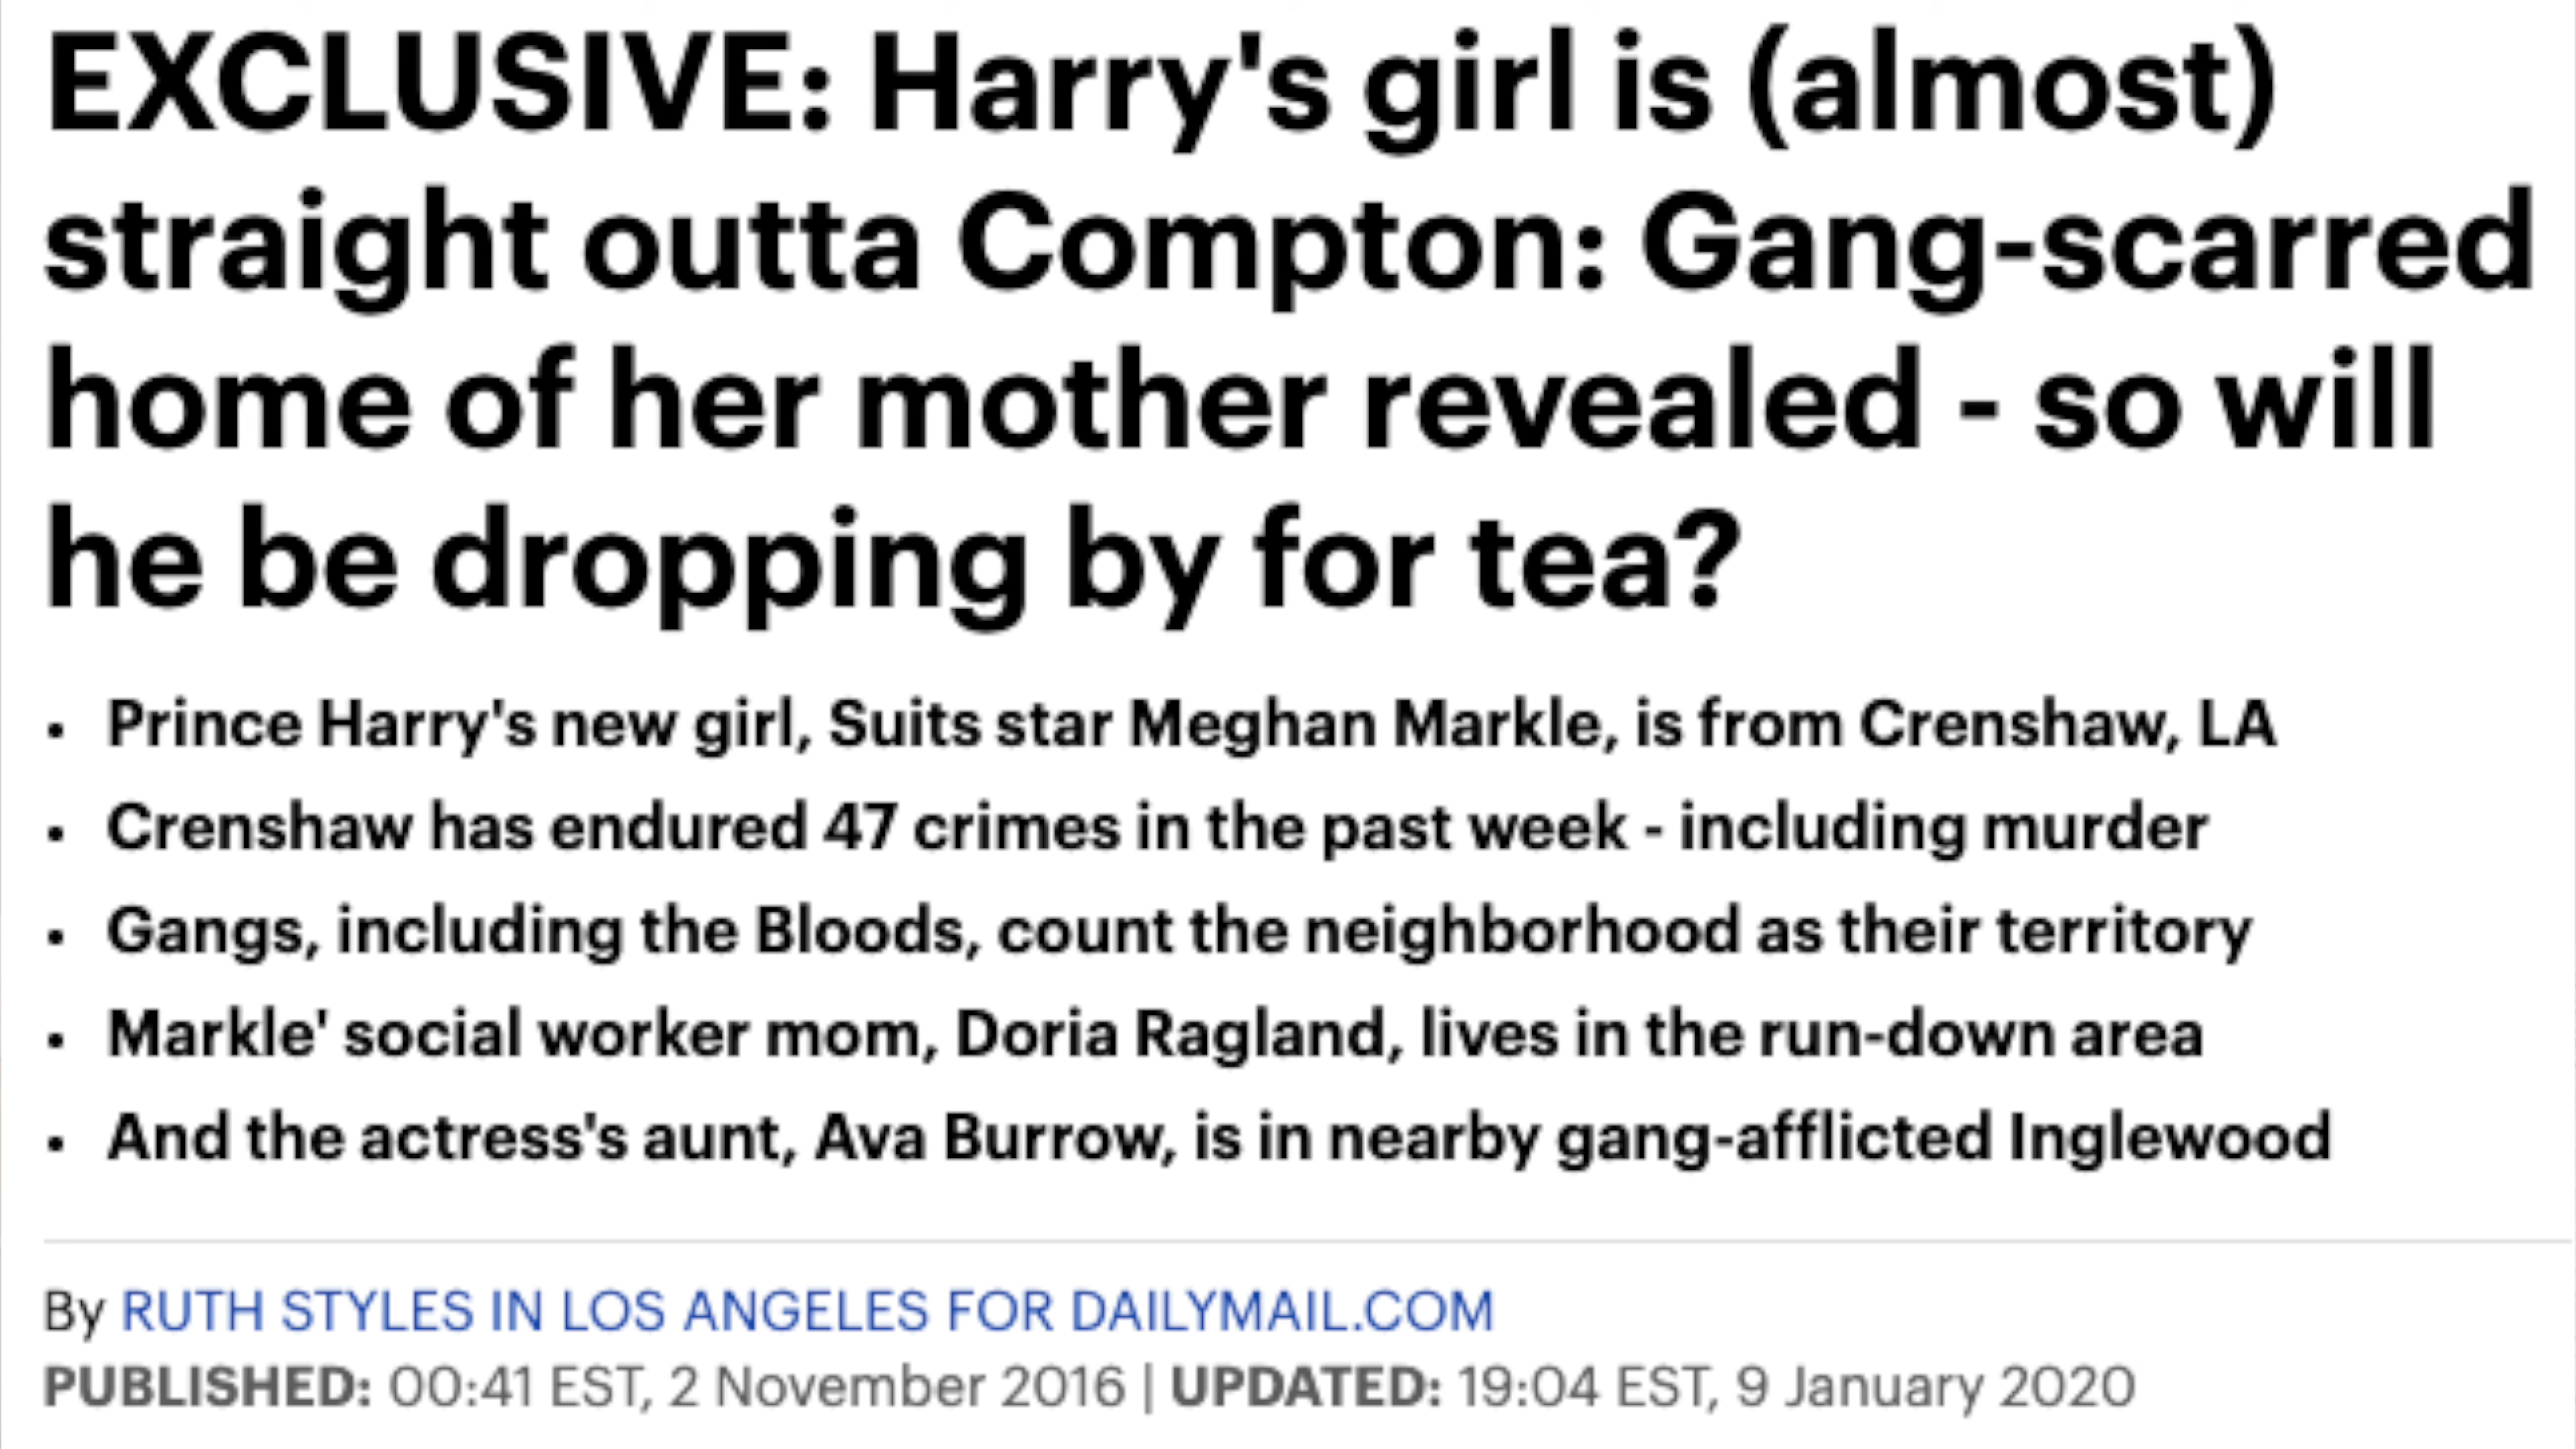 EXCLUSIVE: Harry's girl is (almost)
straight outta Compton: Gang-scarred
home of her mother revealed - so will
he be dropping by for tea?
• Prince Harry's new girl, Suits star Meghan Markle, is from Crenshaw, LA
• Crenshaw has endured 47 crimes in the past week - including murder
• Gangs, including the Bloods, count the neighborhood as their territory
• Markle' social worker mom, Doria Ragland, lives in the run-down area
• And the actress's aunt, Ava Burrow, is in nearby gang-afflicted Inglewood
By RUTH STYLES IN LOS ANGELES FOR DAILYMAIL.COM
PUBLISHED: 00:41 EST, 2 November 2016 | UPDATED: 19:04 EST, 9 January 2020